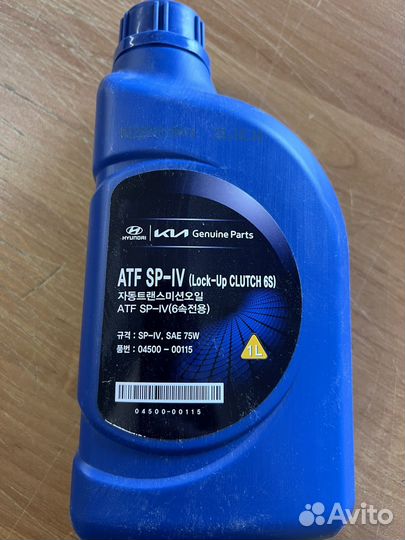 HYUNDAI KIA Genuine Parts
ATF SP-IV (Lock-Up CLUTCH 6S)
자동트랜스미션오일
ATF SP-IV(6속전용)
규격 : SP-IV, SAE 75W
품번 : 04500 - 00115
1L
04500-00115
Avito